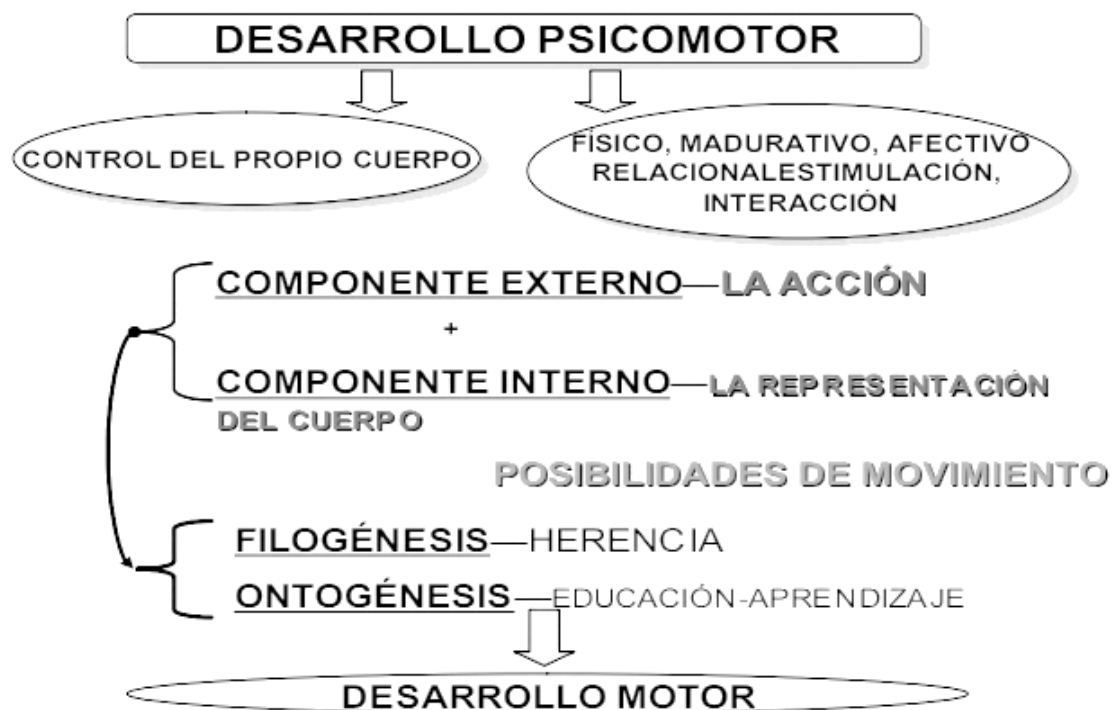 DESARROLLO PSICOMOTOR
CONTROL DEL PROPIO CUERPO
FÍSICO, MADURATIVO, AFECTIVO
RELACIONALESTIMULACIÓN,
INTERACCIÓN
COMPONENTE EXTERNO—LA ACCIÓN
+
COMPONENTE INTERNO—LA REPRESENTACIÓN
DEL CUERPO
POSIBILIDADES DE MOVIMIENTO
FILOGÉNESIS—HERENCIA
ONTOGÉNESIS—EDUCACIÓN-APRENDIZAJE
DESARROLLO MOTOR